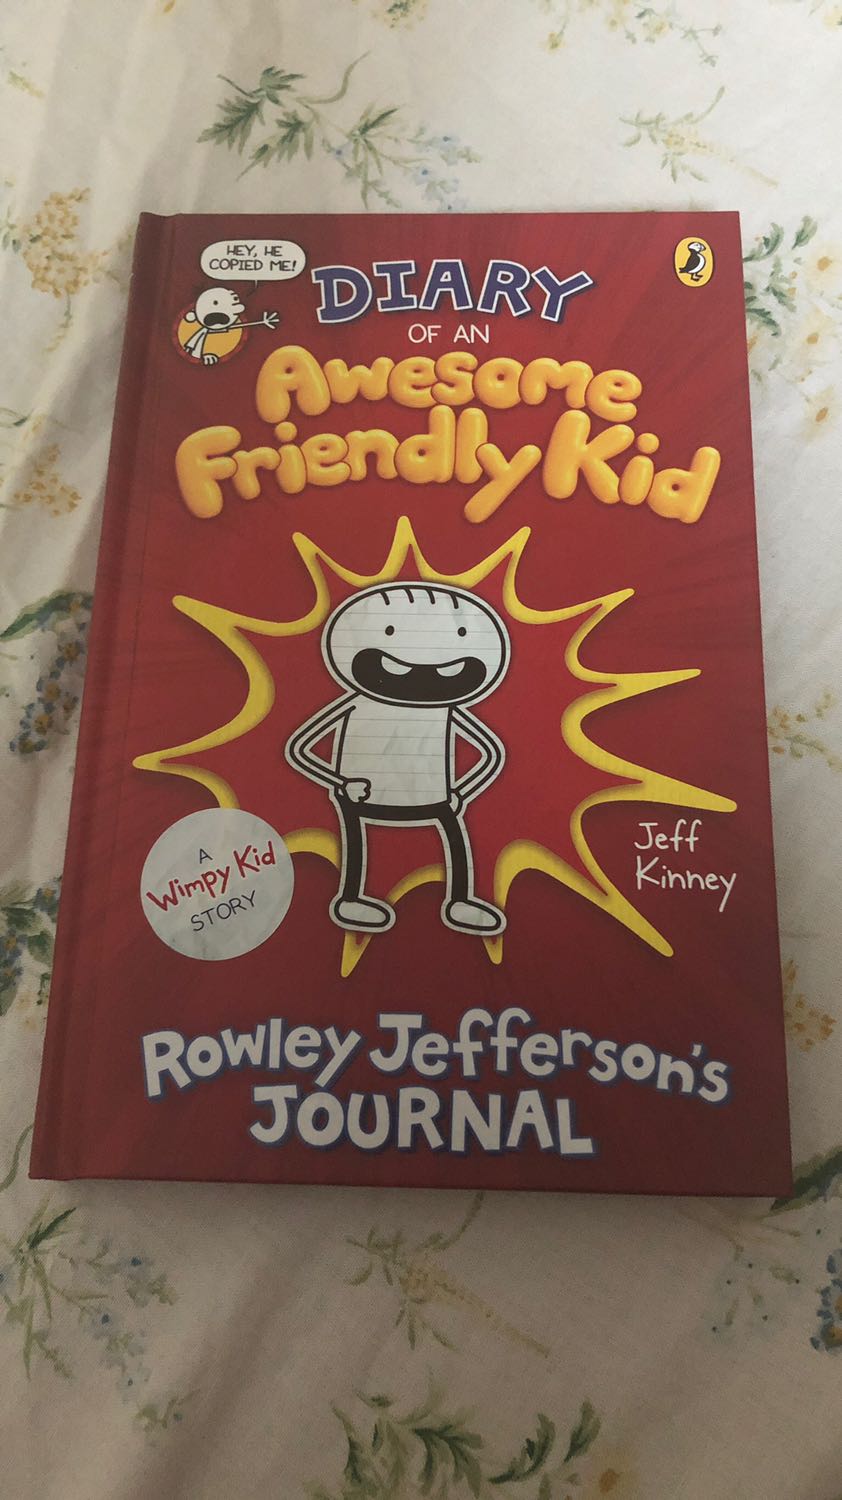 HEY, HE
COPIED ME!
DIARY
OF AN
Awesome
Friendly Kid
Jeff
Kinney
A
Wimpy Kid
STORY
Rowley Jefferson's
JOURNAL